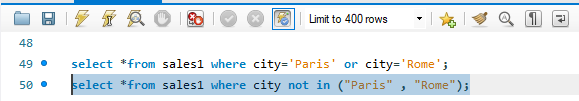 Limit to 400 rows
48
49 select *from sales1 where city='Paris' or city='Rome';
50 select *from sales1 where city not in ("Paris" , "Rome");